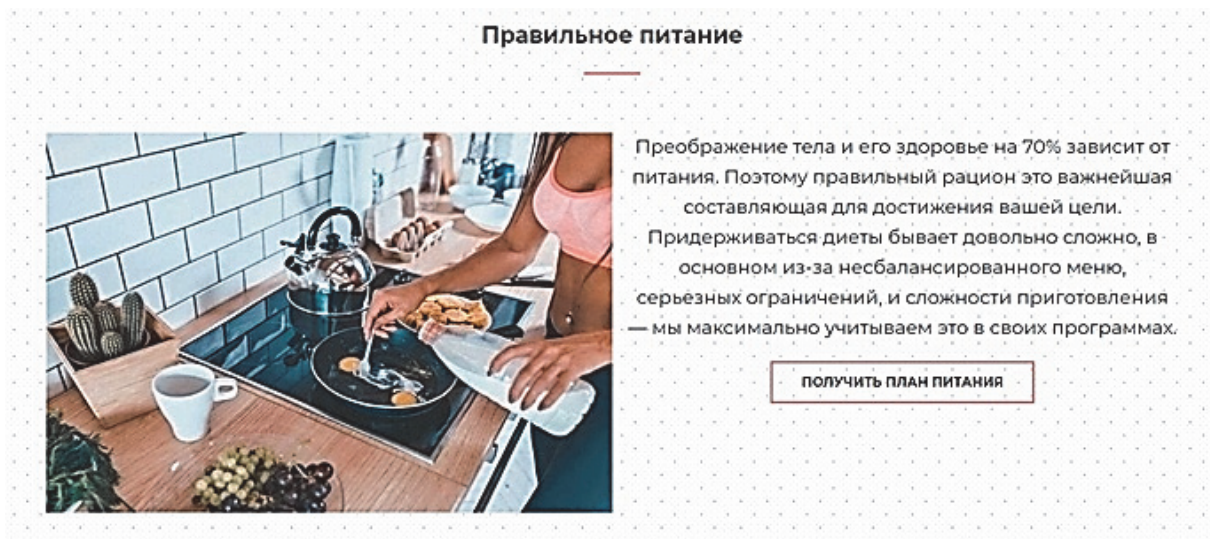 Правильное питание
Преображение тела и его здоровье на 70% зависит от
питания. Поэтому правильный рацион это важнейшая
составляющая для достижения вашей цели.
Придерживаться диеты бывает довольно сложно, в
основном из-за несбалансированного меню,
серьезных ограничений, и сложности приготовления
— мы максимально учитываем это в своих программах.
ПОЛУЧИТЬ ПЛАН ПИТАНИЯ